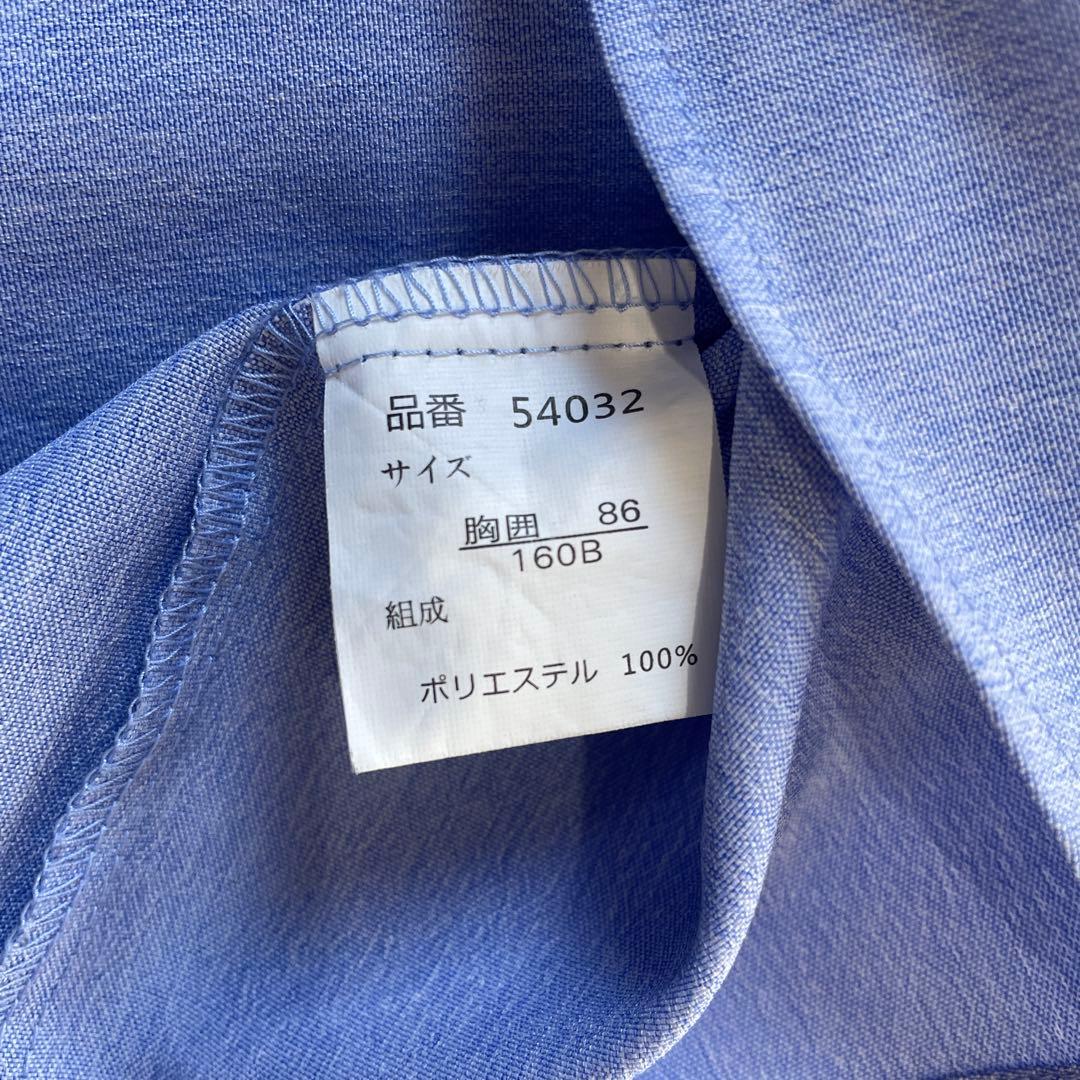 品番 54032
サイズ
胸囲 86
160B
組成
ポリエステル 100%